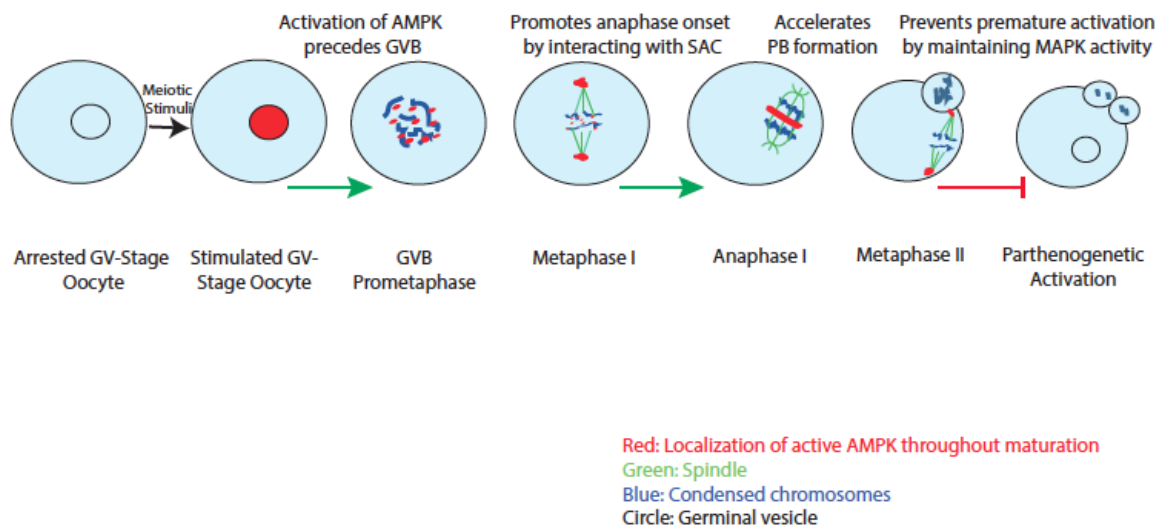 Activation of AMPK
precedes GVB
Promotes anaphase onset
by interacting with SAC
Accelerates
PB formation
Prevents premature activation
by maintaining MAPK activity
Meiotic
Stimuli
Arrested GV-Stage
Oocyte
Stimulated GV-
Stage Oocyte
GVB
Prometaphase
Metaphase I
Anaphase I
Metaphase II
Parthenogenetic
Activation
Red: Localization of active AMPK throughout maturation
Green: Spindle
Blue: Condensed chromosomes
Circle: Germinal vesicle